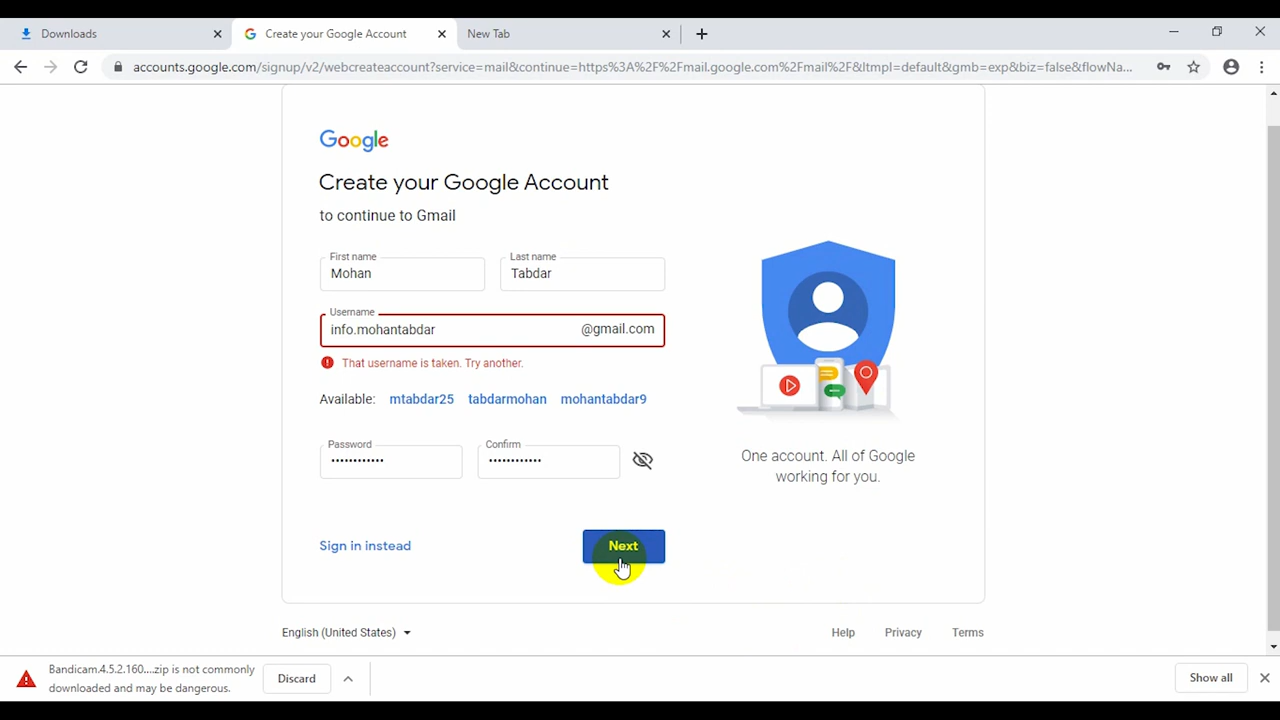 Downloads
Create your Google Account
New Tab
accounts.google.com/signup/v2/webcreateaccount?service=mail&continue=https%3A%2F%2Fmail.google.com%2Fmail%2F&ltmpl=default&gmb=exp&biz=false&flowNa...
Google
Create your Google Account
to continue to Gmail
First name
Last name
Mohan
Tabdar
Username
info.mohantabdar
@gmail.com
That username is taken. Try another.
Available: mtabdar25 tabdarmohan mohantabdar9
Password
Confirm
••••••••••••
••••••••••••
One account. All of Google
working for you.
Sign in instead
Next
English (United States)
Help
Privacy
Terms
Bandicam.4.5.2.160....zip is not commonly
downloaded and may be dangerous.
Discard
Show all